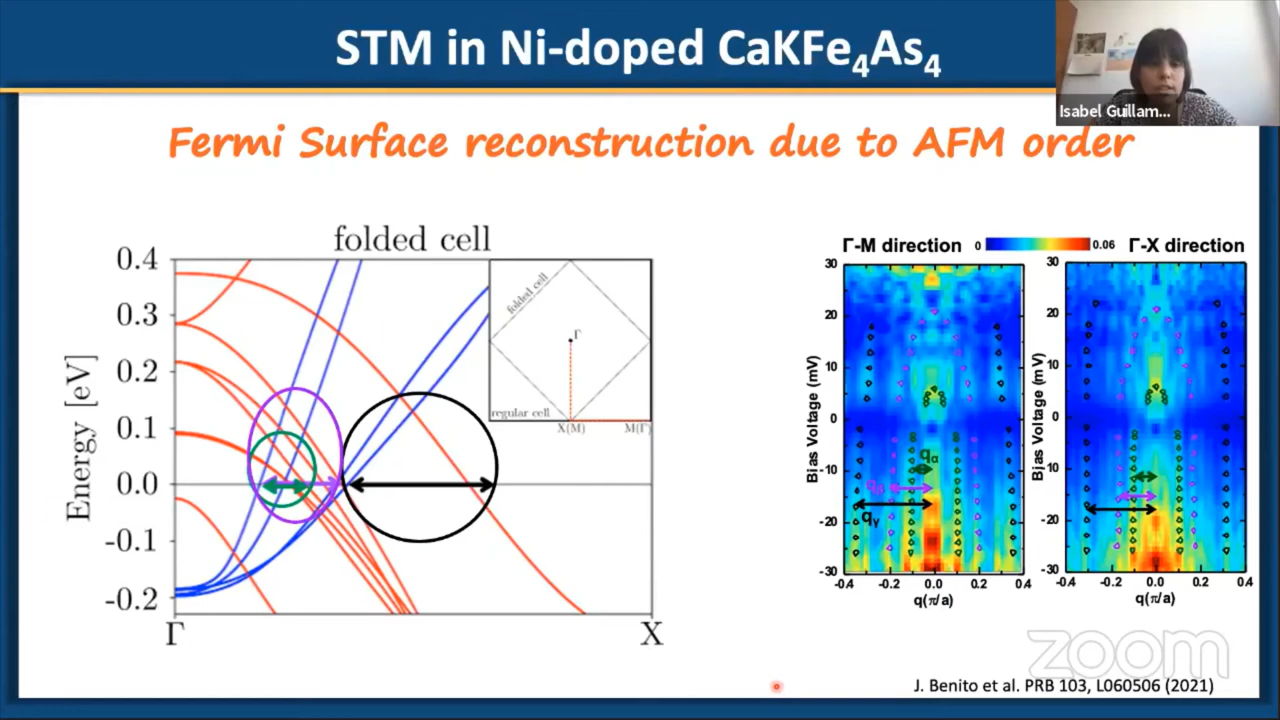 STM in Ni-doped CaKFe₄As₄
Isabel Guillam...
Fermi Surface reconstruction due to AFM order
folded cell
0.4
0.3
0.2
0.1
0.0
-0.1
-0.2
Energy [eV]
Γ
X
folded cell
Γ
regular cell
X(M)
M(Γ)
Γ-M direction
0
0.06
Γ-X direction
30
20
10
0
-10
-20
-30
Bias Voltage (mV)
qα
qβ
qγ
-0.4
-0.2
0.0
0.2
0.4
q(π/a)
30
20
10
0
-10
-20
-30
Bias Voltage (mV)
-0.4
-0.2
0.0
0.2
0.4
q(π/a)
zoom
J. Benito et al. PRB 103, L060506 (2021)